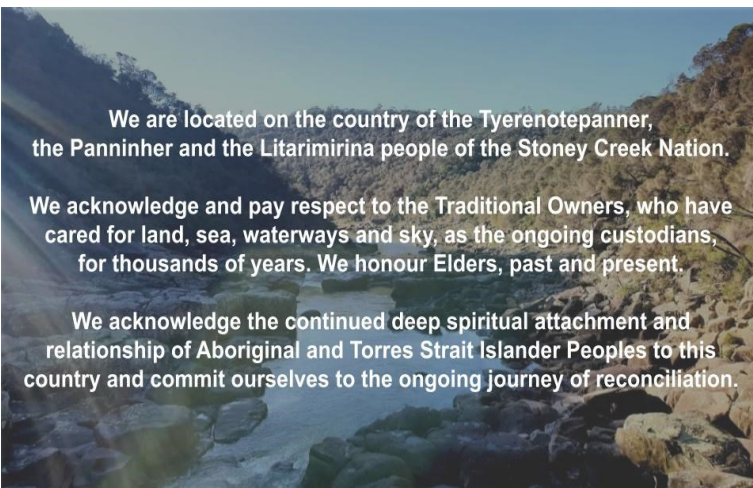 We are located on the country of the Tyerenotepanner,
the Panninher and the Litarimirina people of the Stoney Creek Nation.
We acknowledge and pay respect to the Traditional Owners, who have
cared for land, sea, waterways and sky, as the ongoing custodians,
for thousands of years. We honour Elders, past and present.
We acknowledge the continued deep spiritual attachment and
relationship of Aboriginal and Torres Strait Islander Peoples to this
country and commit ourselves to the ongoing journey of reconciliation.